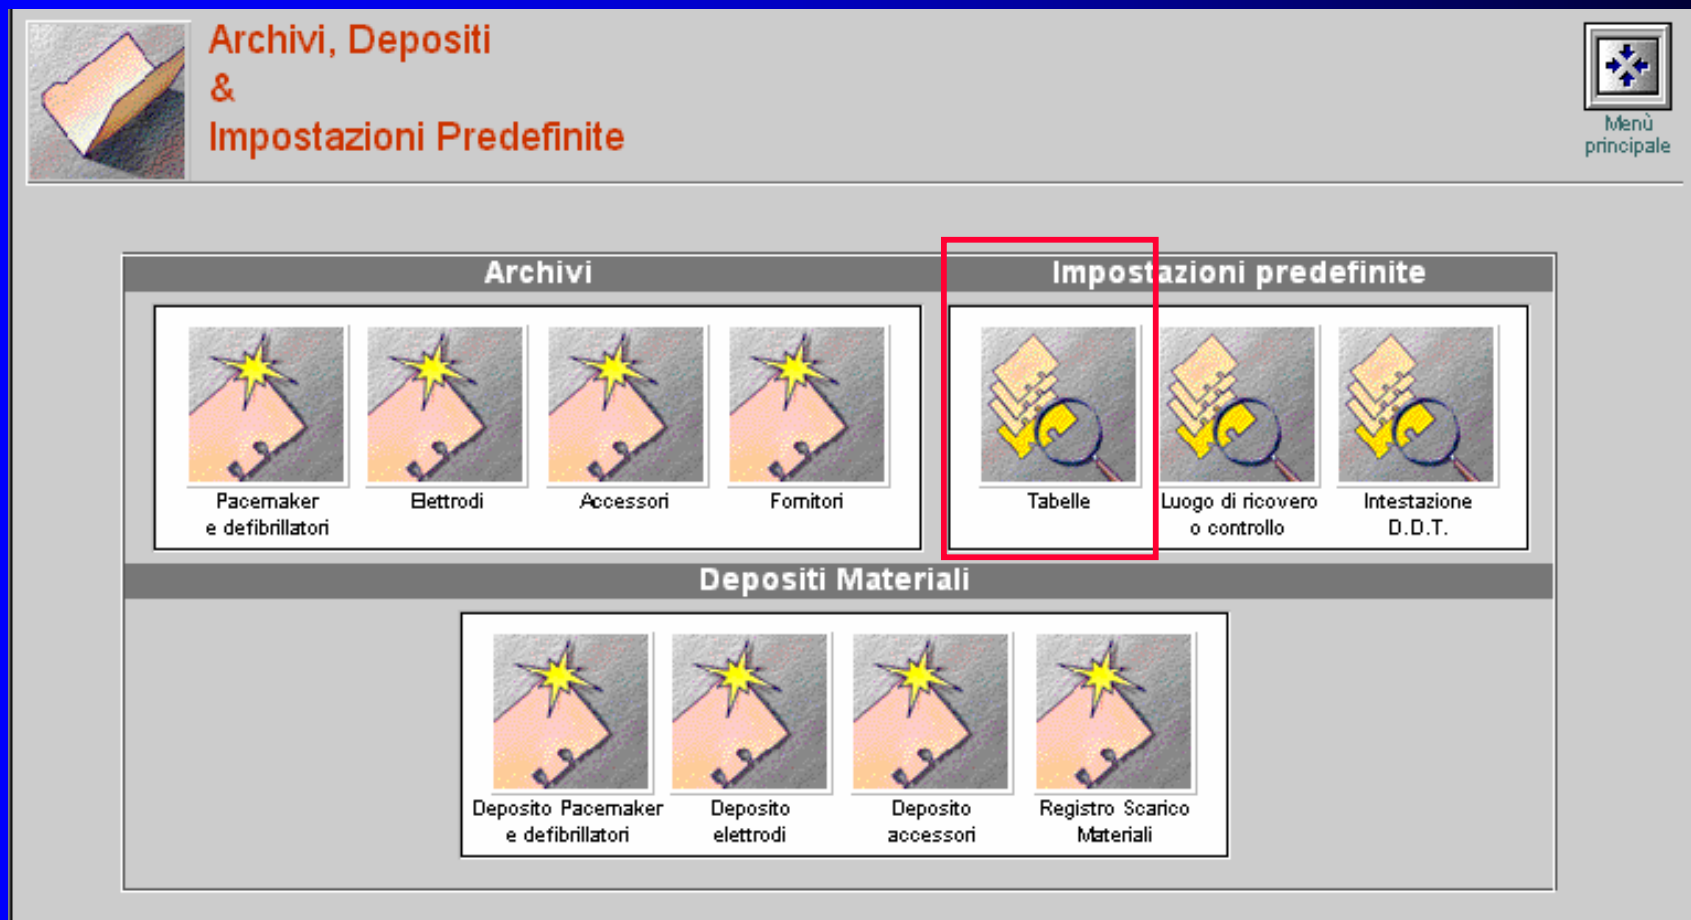 Archivi, Depositi
&
Impostazioni Predefinite
Menù
principale
Archivi
Impostazioni predefinite
Pacemaker
e defibrillatori
Elettrodi
Accessori
Fornitori
Tabelle
Luogo di ricovero
o controllo
Intestazione
D.D.T.
Depositi Materiali
Deposito Pacemaker
e defibrillatori
Deposito
elettrodi
Deposito
accessori
Registro Scarico
Materiali